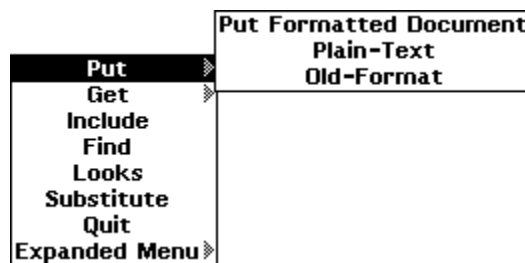 Put Formatted Document
Plain-Text
Old-Format
Put
Get
Include
Find
Looks
Substitute
Quit
Expanded Menu